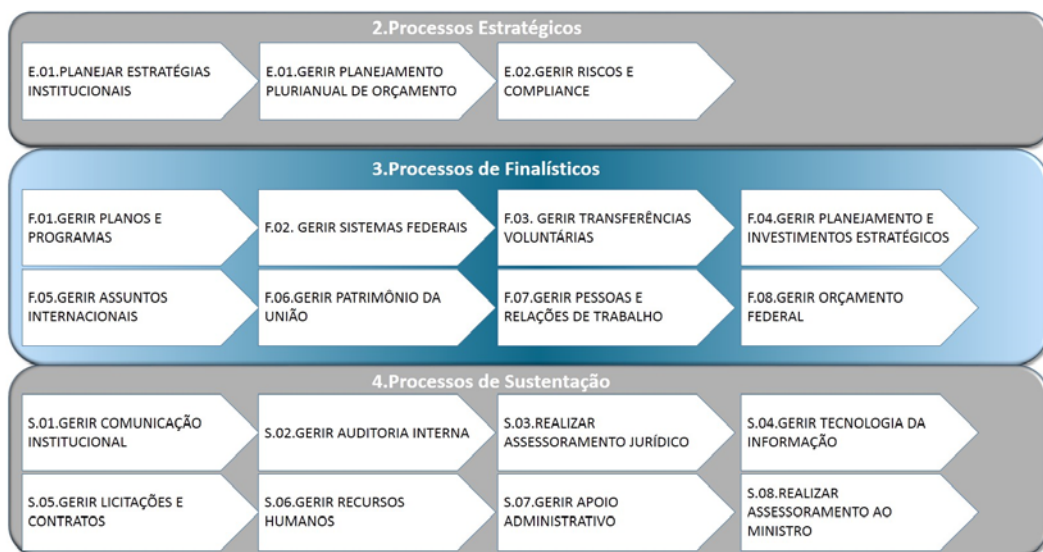 2.Processos Estratégicos
E.01.PLANEJAR ESTRATÉGIAS
INSTITUCIONAIS
E.01.GERIR PLANEJAMENTO
PLURIANUAL DE ORÇAMENTO
E.02.GERIR RISCOS E
COMPLIANCE
3.Processos de Finalísticos
F.01.GERIR PLANOS E
PROGRAMAS
F.02. GERIR SISTEMAS FEDERAIS
F.03. GERIR TRANSFERÊNCIAS
VOLUNTÁRIAS
F.04.GERIR PLANEJAMENTO E
INVESTIMENTOS ESTRATÉGICOS
F.05.GERIR ASSUNTOS
INTERNACIONAIS
F.06.GERIR PATRIMÔNIO DA
UNIÃO
F.07.GERIR PESSOAS E
RELAÇÕES DE TRABALHO
F.08.GERIR ORÇAMENTO
FEDERAL
4.Processos de Sustentação
S.01.GERIR COMUNICAÇÃO
INSTITUCIONAL
S.02.GERIR AUDITORIA INTERNA
S.03.REALIZAR
ASSESSORAMENTO JURÍDICO
S.04.GERIR TECNOLOGIA DA
INFORMAÇÃO
S.05.GERIR LICITAÇÕES E
CONTRATOS
S.06.GERIR RECURSOS
HUMANOS
S.07.GERIR APOIO
ADMINISTRATIVO
S.08.REALIZAR
ASSESSORAMENTO AO
MINISTRO